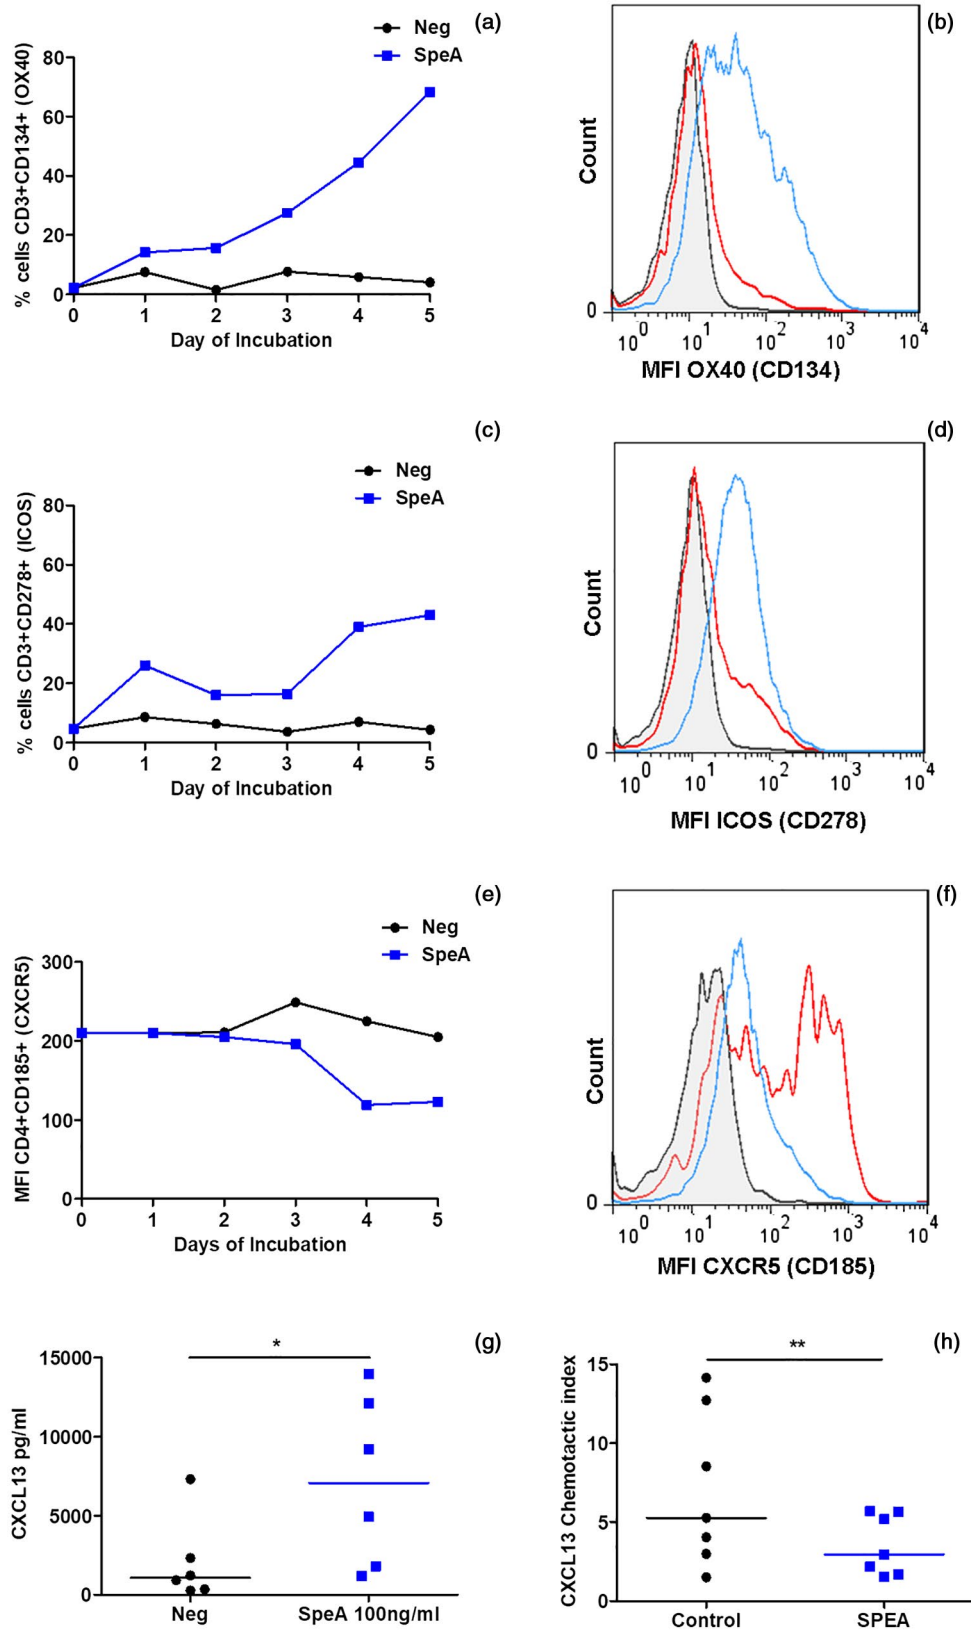 (a)
Neg
SpeA
% cells CD3+CD134+ (OX40)
80
60
40
20
0
0 1 2 3 4 5
Day of Incubation
(b)
Count
0
10^0 10^1 10^2 10^3 10^4
MFI OX40 (CD134)
(c)
Neg
SpeA
% cells CD3+CD278+ (ICOS)
80
60
40
20
0
0 1 2 3 4 5
Day of Incubation
(d)
Count
0
10^0 10^1 10^2 10^3 10^4
MFI ICOS (CD278)
(e)
Neg
SpeA
MFI CD4+CD185+ (CXCR5)
300
200
100
0
0 1 2 3 4 5
Days of Incubation
(f)
Count
0
10^0 10^1 10^2 10^3 10^4
MFI CXCR5 (CD185)
(g)
*
CXCL13 pg/ml
15000
10000
5000
0
Neg SpeA 100ng/ml
(h)
**
CXCL13 Chemotactic index
15
10
5
0
Control SPEA